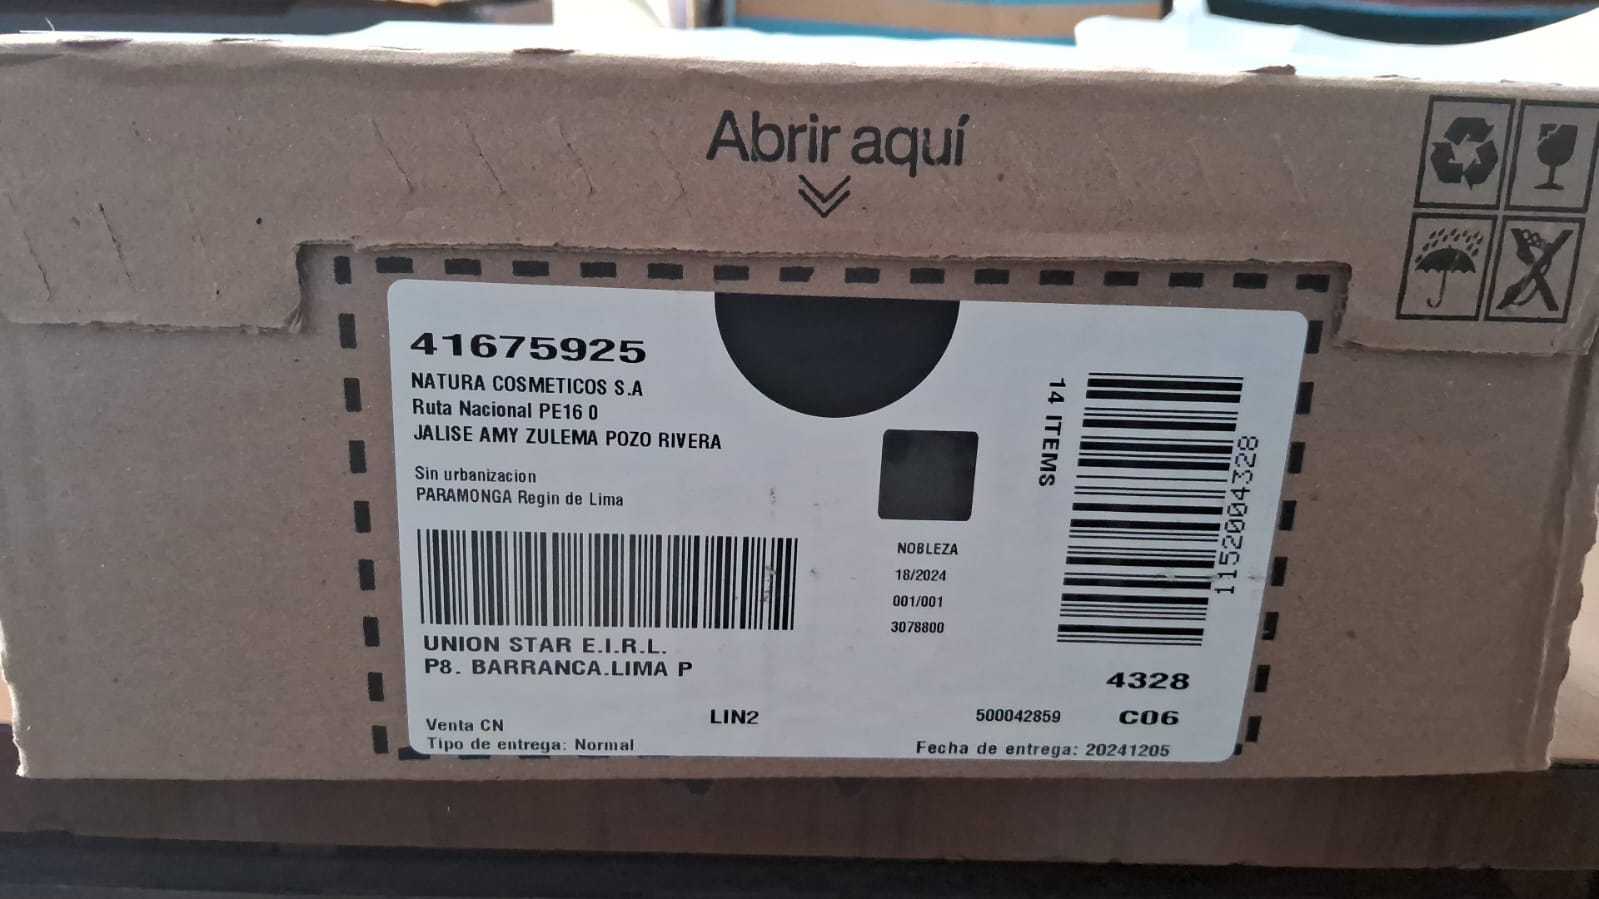 Abrir aquí
41675925
NATURA COSMETICOS S.A
Ruta Nacional PE16 0
JALISE AMY ZULEMA POZO RIVERA
Sin urbanizacion
PARAMONGA Regin de Lima
14 ITEMS
1152004328
NOBLEZA
18/2024
001/001
3078800
UNION STAR E.I.R.L.
P8. BARRANCA.LIMA P
4328
Venta CN
LIN2
500042859
C06
Tipo de entrega: Normal
Fecha de entrega: 20241205